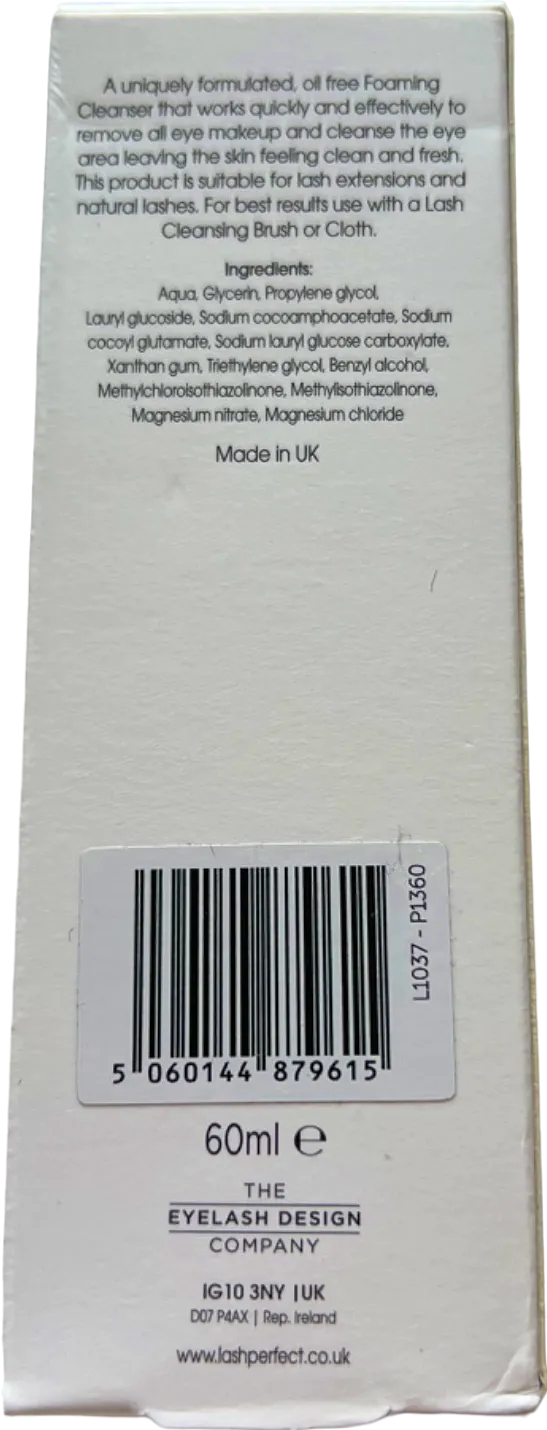 A uniquely formulated, oil free Foaming
Cleanser that works quickly and effectively to
remove all eye makeup and cleanse the eye
area leaving the skin feeling clean and fresh.
This product is suitable for lash extensions and
natural lashes. For best results use with a Lash
Cleansing Brush or Cloth.
Ingredients:
Aqua, Glycerin, Propylene glycol,
Lauryl glucoside, Sodium cocoamphoacetate, Sodium
cocoyl glutamate, Sodium lauryl glucose carboxylate,
Xanthan gum, Triethylene glycol, Benzyl alcohol,
Methylchloroisothiazolinone, Methylisothiazolinone,
Magnesium nitrate, Magnesium chloride
Made in UK
L1037 - P1360
5 060144 879615
60ml ℮
THE
EYELASH DESIGN
COMPANY
IG10 3NY | UK
D07 P4AX | Rep. Ireland
www.lashperfect.co.uk